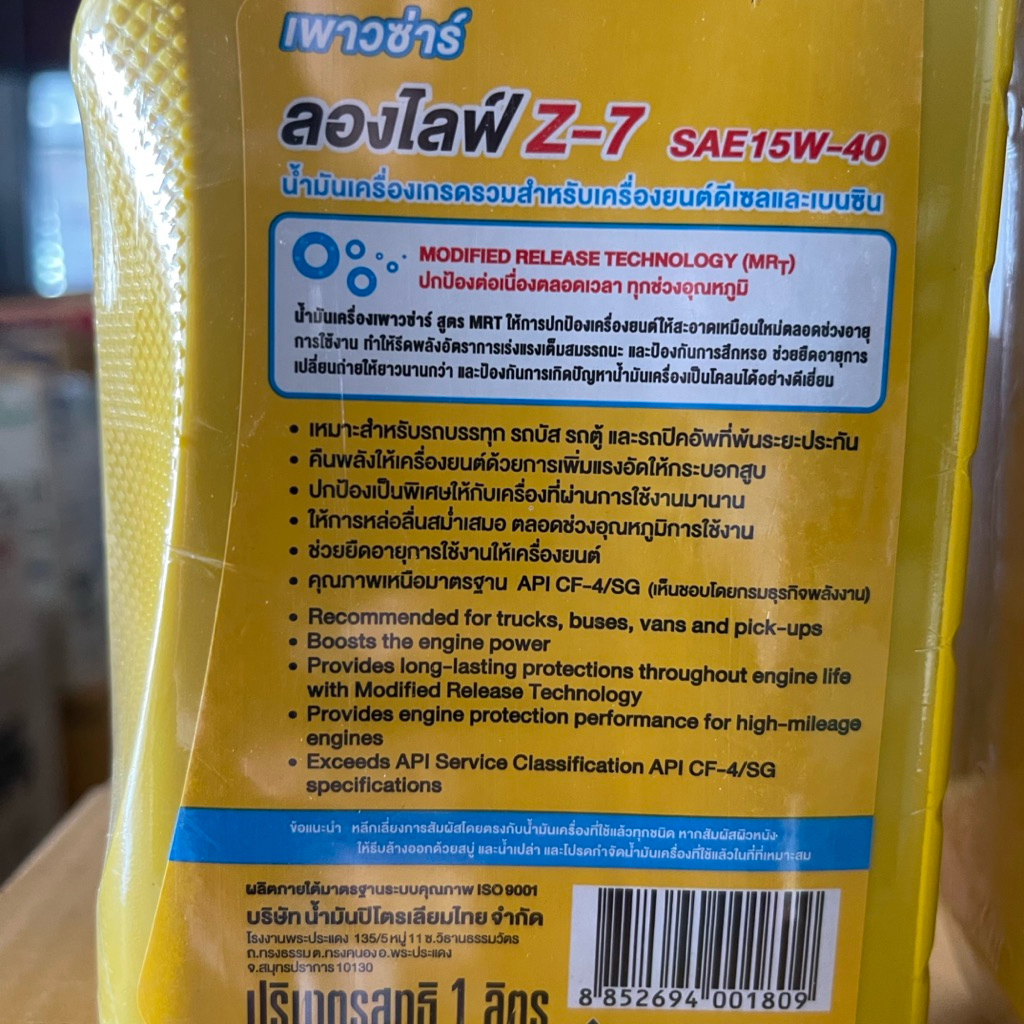 เพาวซ่าร์
ลองไลฟ์ Z-7 SAE15W-40
น้ำมันเครื่องเกรดรวมสำหรับเครื่องยนต์ดีเซลและเบนซิน
MODIFIED RELEASE TECHNOLOGY (MRT)
ปกป้องต่อเนื่องตลอดเวลา ทุกช่วงอุณหภูมิ
น้ำมันเครื่องเพาวซ่าร์ สูตร MRT ให้การปกป้องเครื่องยนต์ให้สะอาดเหมือนใหม่ตลอดช่วงอายุ
การใช้งาน ทำให้รีดพลังอัตราการเร่งแรงเต็มสมรรถนะ และป้องกันการสึกหรอ ช่วยยืดอายุการ
เปลี่ยนถ่ายให้ยาวนานกว่า และป้องกันการเกิดปัญหาน้ำมันเครื่องเป็นโคลนได้อย่างดีเยี่ยม
• เหมาะสำหรับรถบรรทุก รถบัส รถตู้ และรถปิคอัพที่พ้นระยะประกัน
• คืนพลังให้เครื่องยนต์ด้วยการเพิ่มแรงอัดให้กระบอกสูบ
• ปกป้องเป็นพิเศษให้กับเครื่องที่ผ่านการใช้งานมานาน
• ให้การหล่อลื่นสม่ำเสมอ ตลอดช่วงอุณหภูมิการใช้งาน
• ช่วยยืดอายุการใช้งานให้เครื่องยนต์
• คุณภาพเหนือมาตรฐาน API CF-4/SG (เห็นชอบโดยกรมธุรกิจพลังงาน)
• Recommended for trucks, buses, vans and pick-ups
• Boosts the engine power
• Provides long-lasting protections throughout engine life
with Modified Release Technology
• Provides engine protection performance for high-mileage
engines
• Exceeds API Service Classification API CF-4/SG
specifications
ข้อแนะนำ หลีกเลี่ยงการสัมผัสโดยตรงกับน้ำมันเครื่องที่ใช้แล้วทุกชนิด หากสัมผัสผิวหนัง
ให้รีบล้างออกด้วยสบู่ และน้ำเปล่า และโปรดกำจัดน้ำมันเครื่องที่ใช้แล้วในที่ที่เหมาะสม
ผลิตภายใต้มาตรฐานระบบคุณภาพ ISO 9001
บริษัท น้ำมันปิโตรเลียมไทย จำกัด
โรงงานพระประแดง 135/5 หมู่ 11 ซ.วิธานธรรมวัตร
ถ.ทรงธรรม ต.ทรงคนอง อ.พระประแดง
จ.สมุทรปราการ 10130
ปริมาตรสุทธิ 1 ลิตร
8 852694 001809